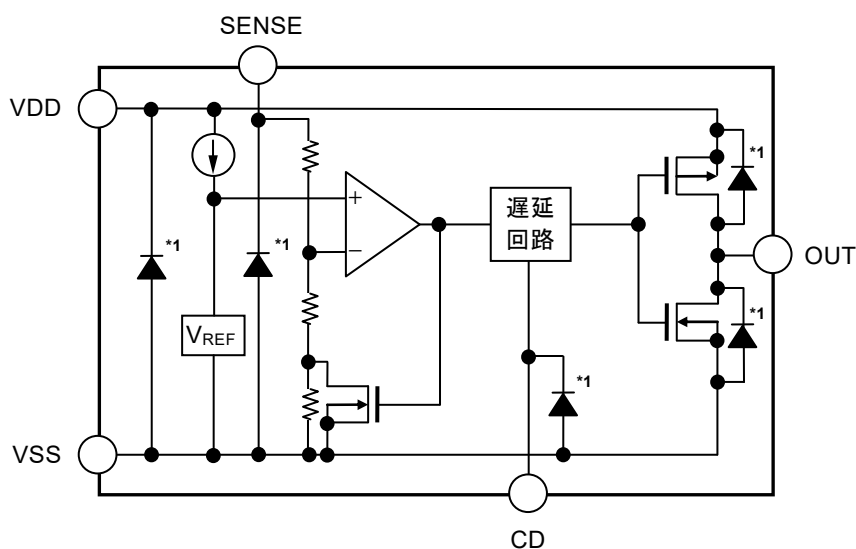 SENSE
VDD
*1
*1
*1
+
−
遅延
回路
OUT
VREF
*1
*1
VSS
CD